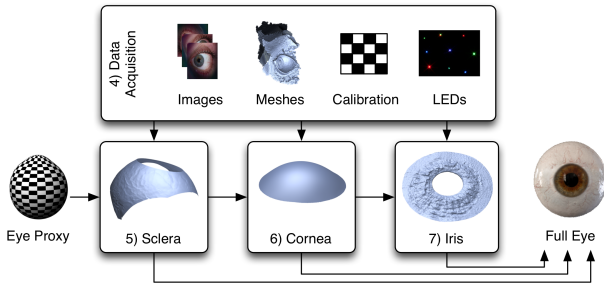 4) Data
Acquisition
Images
Meshes
Calibration
LEDs
Eye Proxy
5) Sclera
6) Cornea
7) Iris
Full Eye